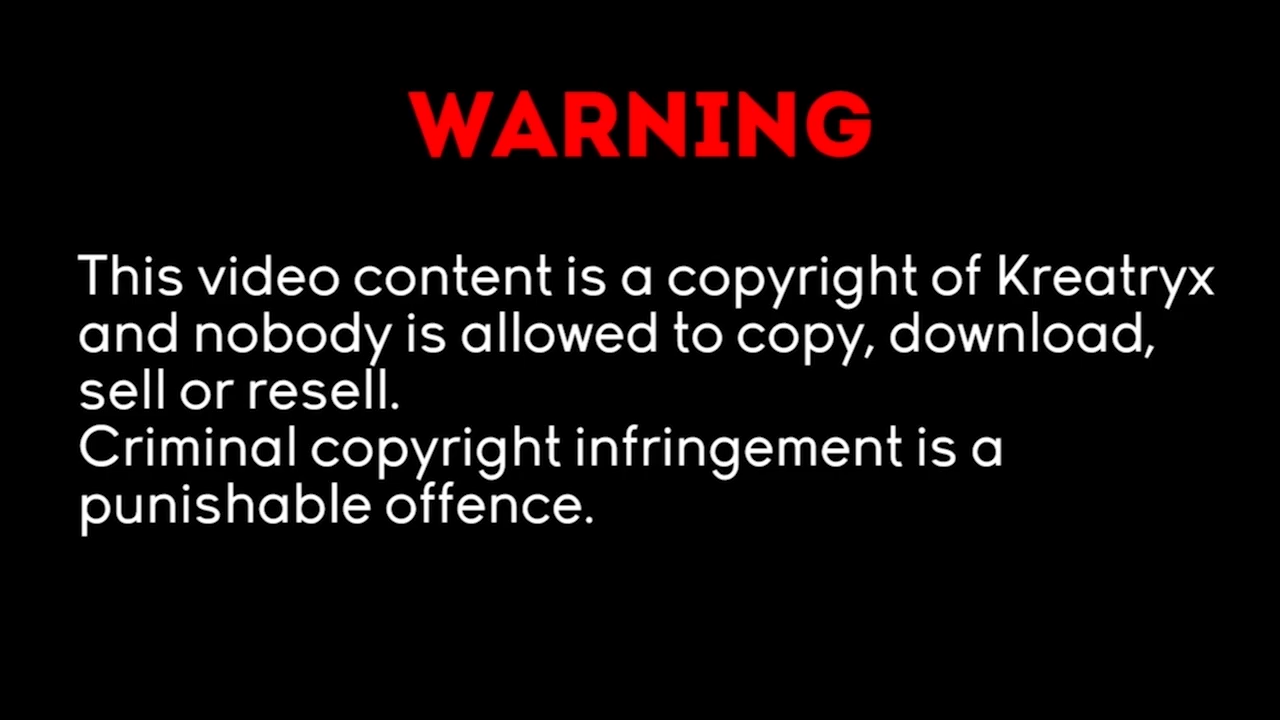 WARNING
This video content is a copyright of Kreatryx
and nobody is allowed to copy, download,
sell or resell.
Criminal copyright infringement is a
punishable offence.